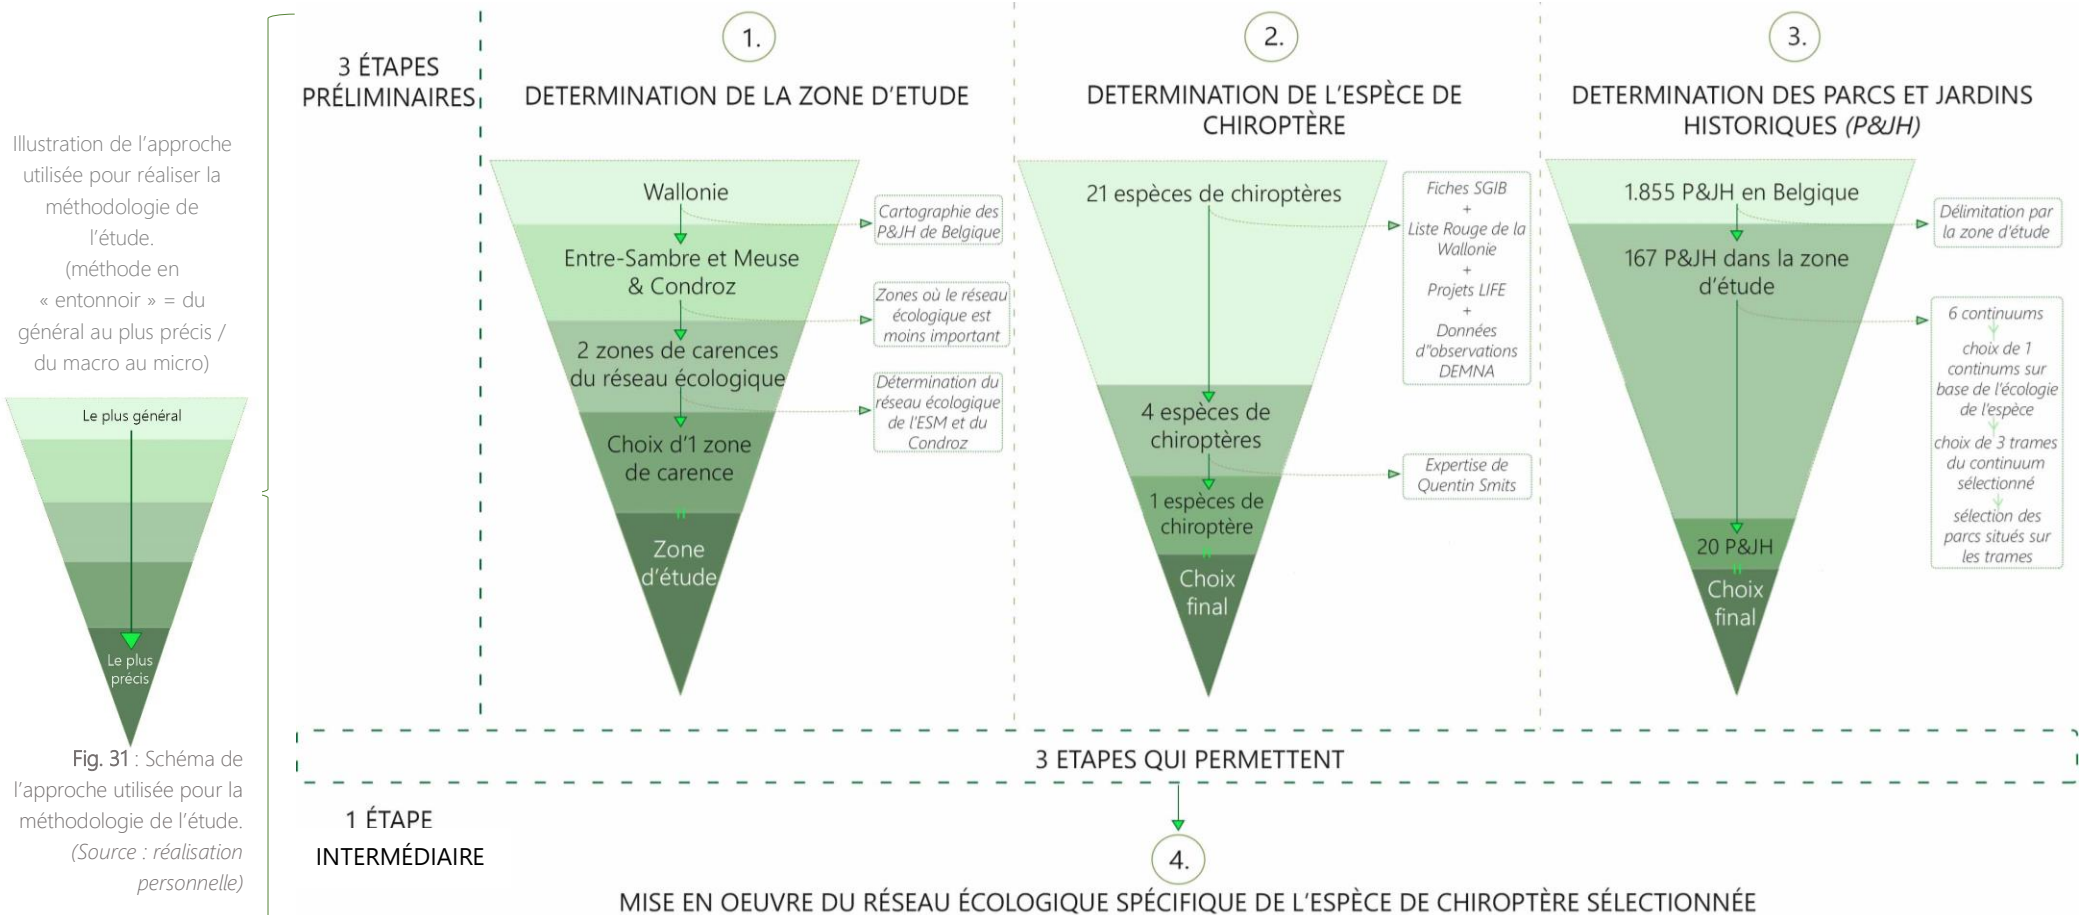 Illustration de l'approche
utilisée pour réaliser la
méthodologie de
l'étude.
(méthode en
« entonnoir » = du
général au plus précis /
du macro au micro)
Le plus général
Le plus
précis
Fig. 31 : Schéma de
l'approche utilisée pour la
méthodologie de l'étude.
(Source : réalisation
personnelle)
3 ÉTAPES
PRÉLIMINAIRES
1.
DETERMINATION DE LA ZONE D'ETUDE
Wallonie
Cartographie des
P&JH de Belgique
Entre-Sambre et Meuse
& Condroz
Zones où le réseau
écologique est
moins important
2 zones de carences
du réseau écologique
Détermination du
réseau écologique
de l'ESM et du
Condroz
Choix d'1 zone
de carence
Zone
d'étude
2.
DETERMINATION DE L'ESPÈCE DE
CHIROPTÈRE
21 espèces de chiroptères
Fiches SGIB
+
Liste Rouge de la
Wallonie
+
Projets LIFE
+
Données
d"observations
DEMNA
4 espèces de
chiroptères
Expertise de
Quentin Smits
1 espèces de
chiroptère
Choix
final
3.
DETERMINATION DES PARCS ET JARDINS
HISTORIQUES (P&JH)
1.855 P&JH en Belgique
Délimitation par
la zone d'étude
167 P&JH dans la zone
d'étude
6 continuums
choix de 1
continums sur
base de l'écologie
de l'espèce
choix de 3 trames
du continuum
sélectionné
sélection des
parcs situés sur
les trames
20 P&JH
Choix
final
3 ETAPES QUI PERMETTENT
1 ÉTAPE
INTERMÉDIAIRE
4.
MISE EN OEUVRE DU RÉSEAU ÉCOLOGIQUE SPÉCIFIQUE DE L'ESPÈCE DE CHIROPTÈRE SÉLECTIONNÉE